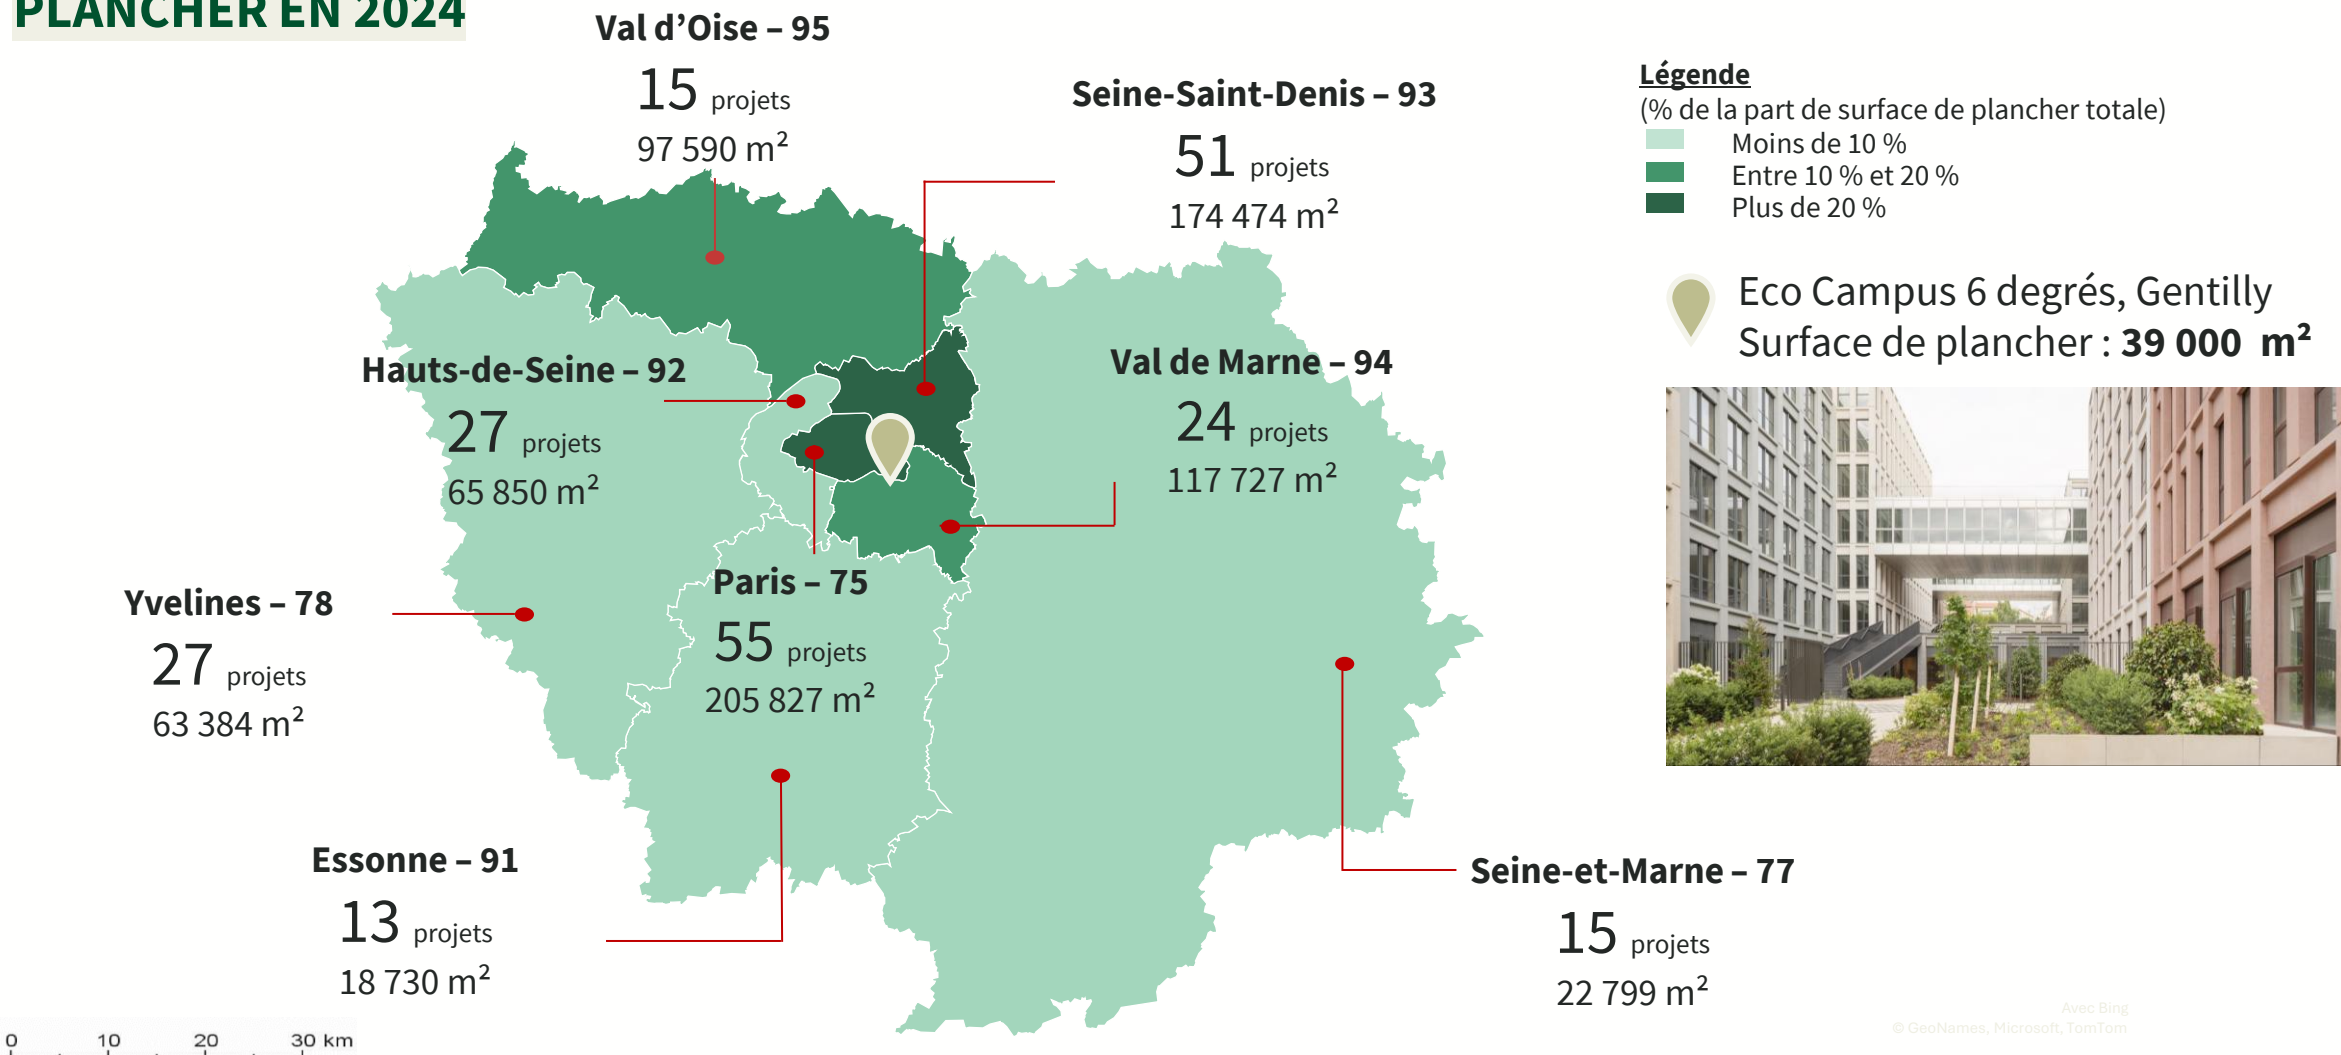 PLANCHER EN 2024
Val d’Oise – 95
15 projets
97 590 m²
Seine-Saint-Denis – 93
51 projets
174 474 m²
Légende
(% de la part de surface de plancher totale)
Moins de 10 %
Entre 10 % et 20 %
Plus de 20 %
Eco Campus 6 degrés, Gentilly
Surface de plancher : 39 000 m²
Hauts-de-Seine – 92
27 projets
65 850 m²
Val de Marne – 94
24 projets
117 727 m²
Yvelines – 78
27 projets
63 384 m²
Paris – 75
55 projets
205 827 m²
Essonne – 91
13 projets
18 730 m²
Seine-et-Marne – 77
15 projets
22 799 m²
Avec Bing
© GeoNames, Microsoft, TomTom
0 10 20 30 km